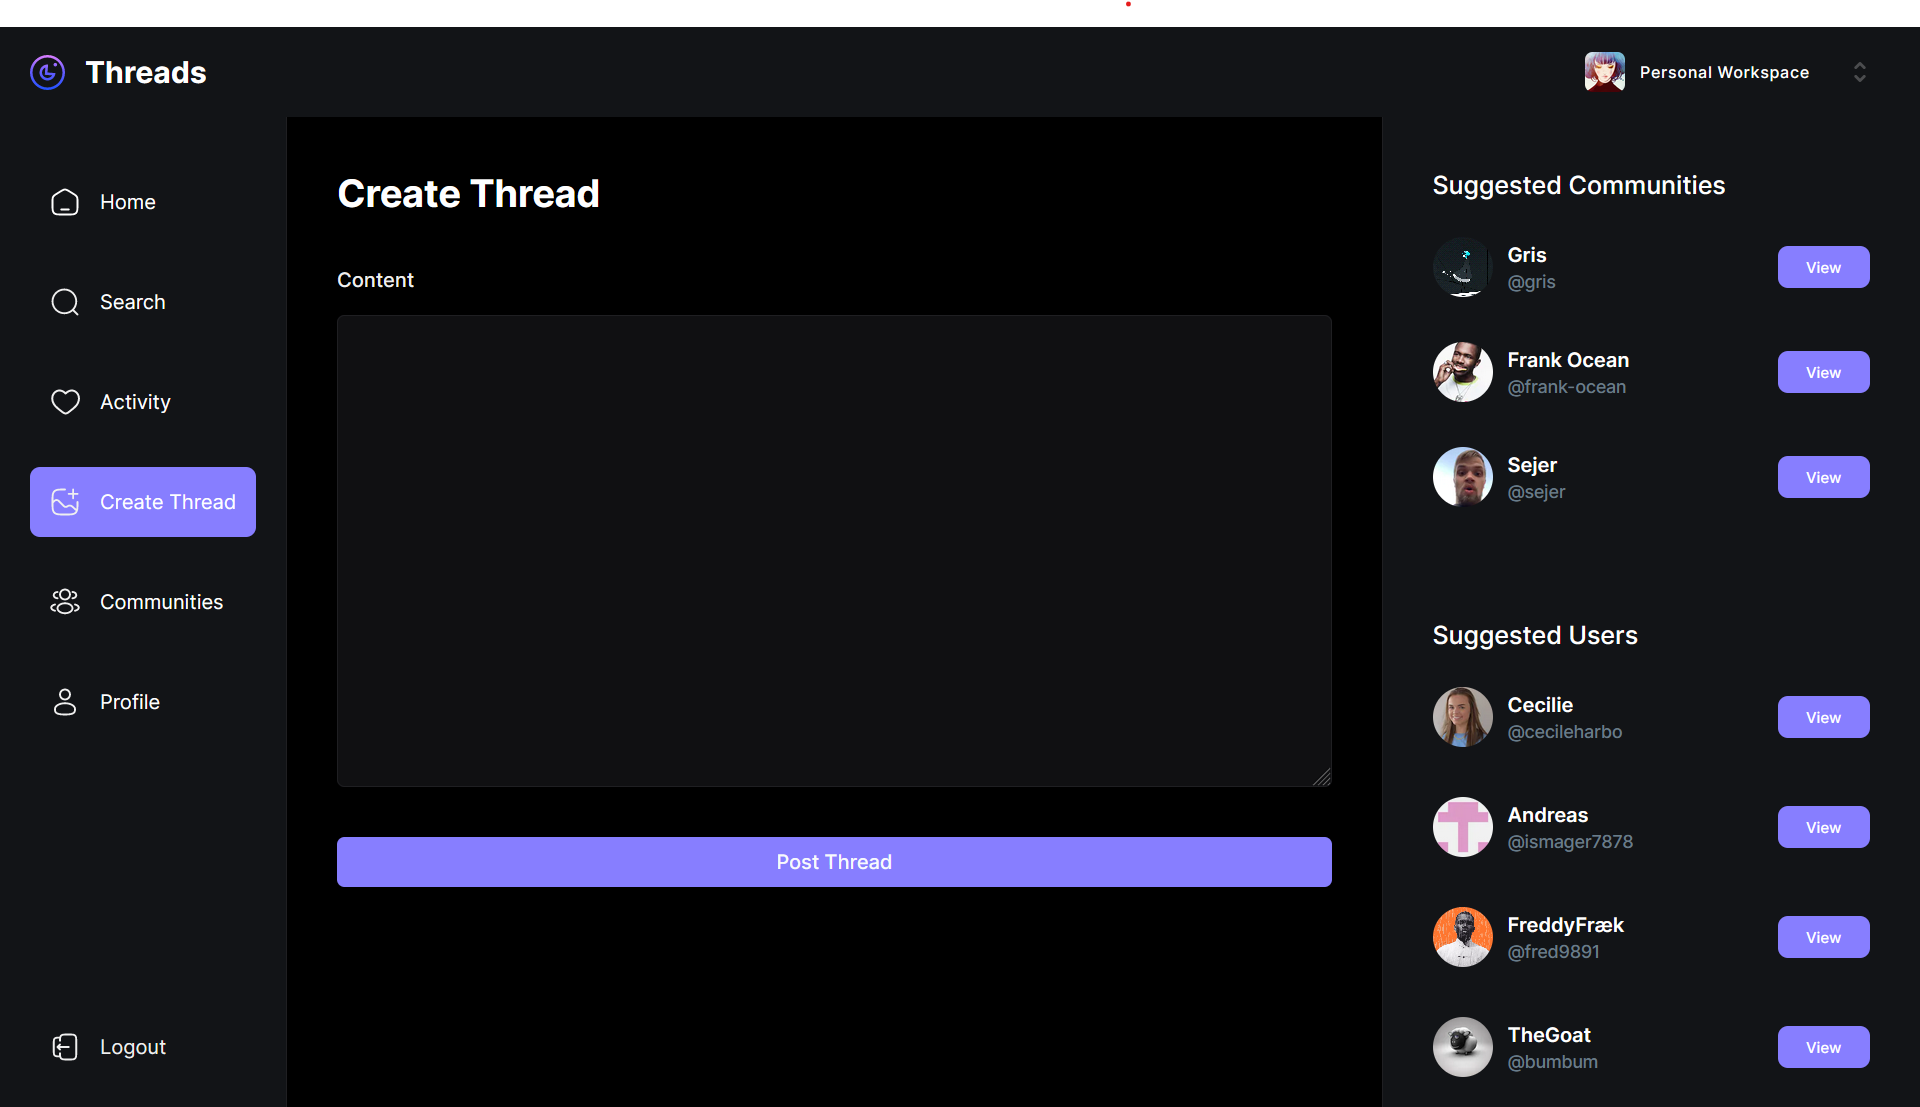 Threads
Personal Workspace
Home
Search
Activity
Create Thread
Communities
Profile
Logout
Create Thread
Content
Post Thread
Suggested Communities
Gris
@gris
View
Frank Ocean
@frank-ocean
View
Sejer
@sejer
View
Suggested Users
Cecilie
@cecileharbo
View
Andreas
@ismager7878
View
FreddyFræk
@fred9891
View
TheGoat
@bumbum
View